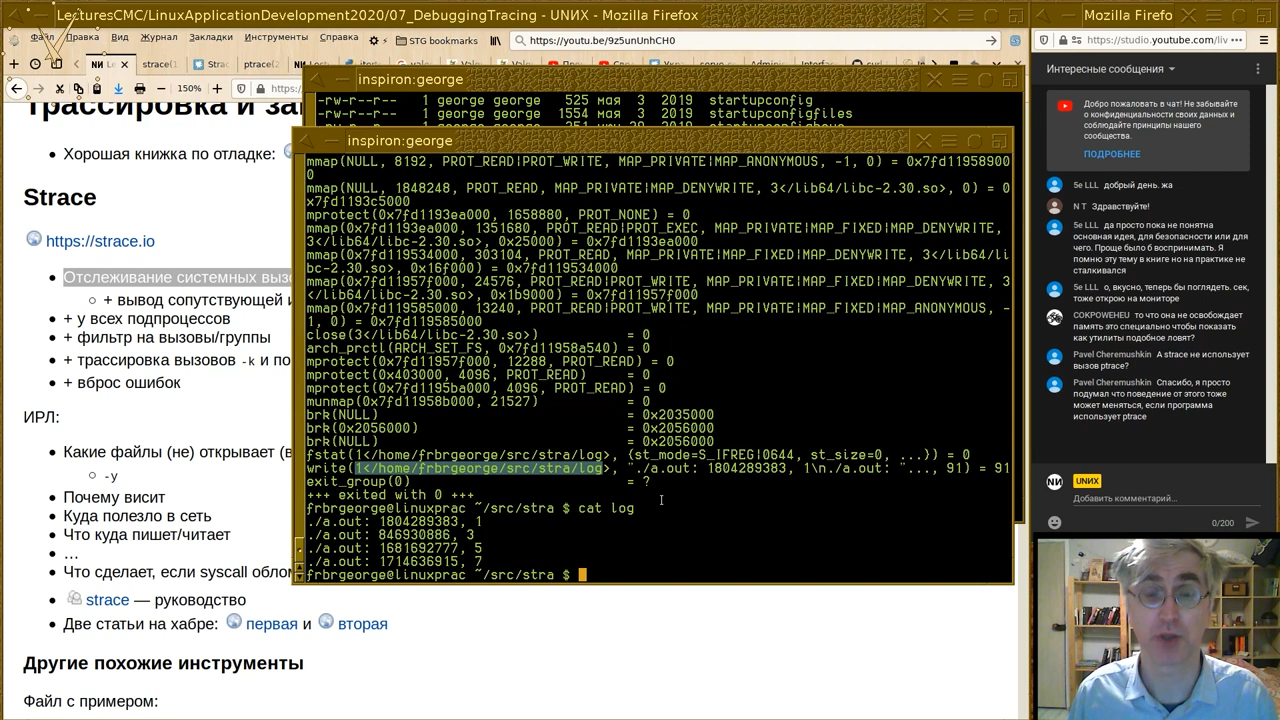 LecturesCMC/LinuxApplicationDevelopment2020/07_DebuggingTracing - UNИX - Mozilla Firefox
Файл Правка Вид Журнал Закладки Инструменты Справка
STG bookmarks
https://youtu.be/9z5unUnhCH0
strace(1
Stra
ptrace(2
150%
Трассировка и за
Хорошая книжка по отладке:
Strace
https://strace.io
Отслеживание системных вызо
+ вывод сопутствующей и
+ у всех подпроцессов
+ фильтр на вызовы/группы
+ трассировка вызовов -k и по
+ вброс ошибок
ИРЛ:
Какие файлы (не) открывает (в
-y
Почему висит
Куда полезло в сеть
Что куда пишет/читает
...
Что сделает, если syscall облом
strace — руководство
Две статьи на хабре: первая и вторая
Другие похожие инструменты
Файл с примером:
inspiron:george
-rw-r--r-- 1 george george 525 мая 3 2019 startupconfig
-rw-r--r-- 1 george george 1554 мая 3 2019 startupconfigfiles
inspiron:george
mmap(NULL, 8192, PROT_READ|PROT_WRITE, MAP_PRIVATE|MAP_ANONYMOUS, -1, 0) = 0x7fd11958900
0
mmap(NULL, 1848248, PROT_READ, MAP_PRIVATE|MAP_DENYWRITE, 3</lib64/libc-2.30.so>, 0) = 0
x7fd1193c5000
mprotect(0x7fd1193ea000, 1658880, PROT_NONE) = 0
mmap(0x7fd1193ea000, 1351680, PROT_READ|PROT_EXEC, MAP_PRIVATE|MAP_FIXED|MAP_DENYWRITE,
3</lib64/libc-2.30.so>, 0x25000) = 0x7fd1193ea000
mmap(0x7fd119534000, 303104, PROT_READ, MAP_PRIVATE|MAP_FIXED|MAP_DENYWRITE, 3</lib64/li
bc-2.30.so>, 0x16f000) = 0x7fd119534000
mmap(0x7fd11957f000, 24576, PROT_READ|PROT_WRITE, MAP_PRIVATE|MAP_FIXED|MAP_DENYWRITE, 3
</lib64/libc-2.30.so>, 0x1b9000) = 0x7fd11957f000
mmap(0x7fd119585000, 13240, PROT_READ|PROT_WRITE, MAP_PRIVATE|MAP_FIXED|MAP_ANONYMOUS, -
1, 0) = 0x7fd119585000
close(3</lib64/libc-2.30.so>) = 0
arch_prctl(ARCH_SET_FS, 0x7fd11958a540) = 0
mprotect(0x7fd11957f000, 12288, PROT_READ) = 0
mprotect(0x403000, 4096, PROT_READ) = 0
mprotect(0x7fd1195ba000, 4096, PROT_READ) = 0
munmap(0x7fd11958b000, 21527) = 0
brk(NULL) = 0x2035000
brk(0x2056000) = 0x2056000
brk(NULL) = 0x2056000
fstat(1</home/frbrgeorge/src/stra/log>, {st_mode=S_IFREG|0644, st_size=0, ...}) = 0
write(1</home/frbrgeorge/src/stra/log>, "./a.out: 1804289383, 1\n./a.out: "..., 91) = 91
exit_group(0) = ?
+++ exited with 0 +++
frbrgeorge@linuxprac ~/src/stra $ cat log
./a.out: 1804289383, 1
./a.out: 846930886, 3
./a.out: 1681692777, 5
./a.out: 1714636915, 7
frbrgeorge@linuxprac ~/src/stra $
Mozilla Firefo
https://studio.youtube.com/liv
Интересные сообщения
Добро пожаловать в чат! Не забывайте
о конфиденциальности своих данных и
соблюдайте принципы нашего
сообщества.
ПОДРОБНЕЕ
5e LLL добрый день. жа
N T Здравствуйте!
5e LLL да просто пока не понятна
основная идея, для безопасности или для
чего. Проще было б воспринимать. Я
помню эту тему в книге но на практике не
сталкивался
5e LLL о, вкусно, теперь бы поглядеть. сек,
тоже открою на мониторе
COKPOWEHEU то что она не освобождает
память это специально чтобы показать
как утилиты подобное ловят?
Pavel Cheremushkin А strace не использует
вызов ptrace?
Pavel Cheremushkin Спасибо, я просто
подумал что поведение от этого тоже
может меняться, если программа
использует ptrace
UNИX
Добавить комментарий...
0/200